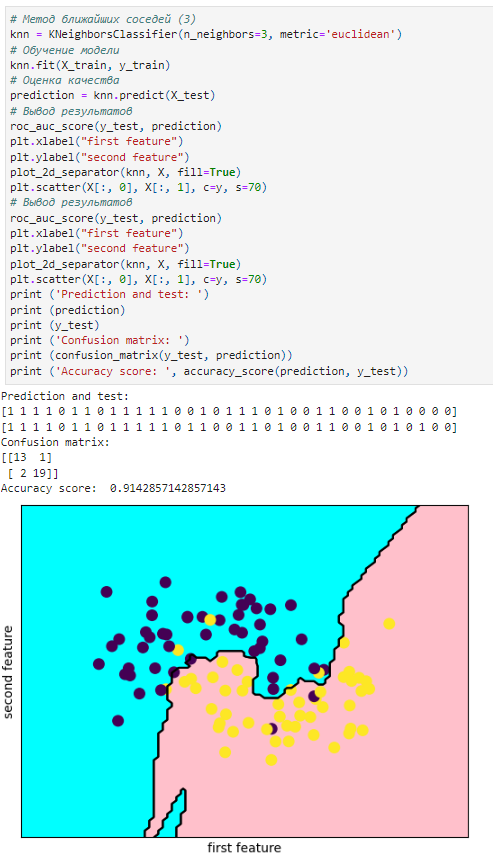 # Метод ближайших соседей (3)
knn = KNeighborsClassifier(n_neighbors=3, metric='euclidean')
# Обучение модели
knn.fit(X_train, y_train)
# Оценка качества
prediction = knn.predict(X_test)
# Вывод результатов
roc_auc_score(y_test, prediction)
plt.xlabel("first feature")
plt.ylabel("second feature")
plot_2d_separator(knn, X, fill=True)
plt.scatter(X[:, 0], X[:, 1], c=y, s=70)
# Вывод результатов
roc_auc_score(y_test, prediction)
plt.xlabel("first feature")
plt.ylabel("second feature")
plot_2d_separator(knn, X, fill=True)
plt.scatter(X[:, 0], X[:, 1], c=y, s=70)
print ('Prediction and test: ')
print (prediction)
print (y_test)
print ('Confusion matrix: ')
print (confusion_matrix(y_test, prediction))
print ('Accuracy score: ', accuracy_score(prediction, y_test))
Prediction and test:
[1 1 1 1 0 1 1 0 1 1 1 1 1 0 0 1 0 1 1 1 0 1 0 0 1 1 0 0 1 0 1 0 0 0 0]
[1 1 1 1 0 1 1 0 1 1 1 1 1 0 1 1 0 0 1 1 0 1 0 0 1 1 0 0 1 0 1 0 1 0 0]
Confusion matrix:
[[13  1]
 [ 2 19]]
Accuracy score:  0.9142857142857143
second feature
first feature